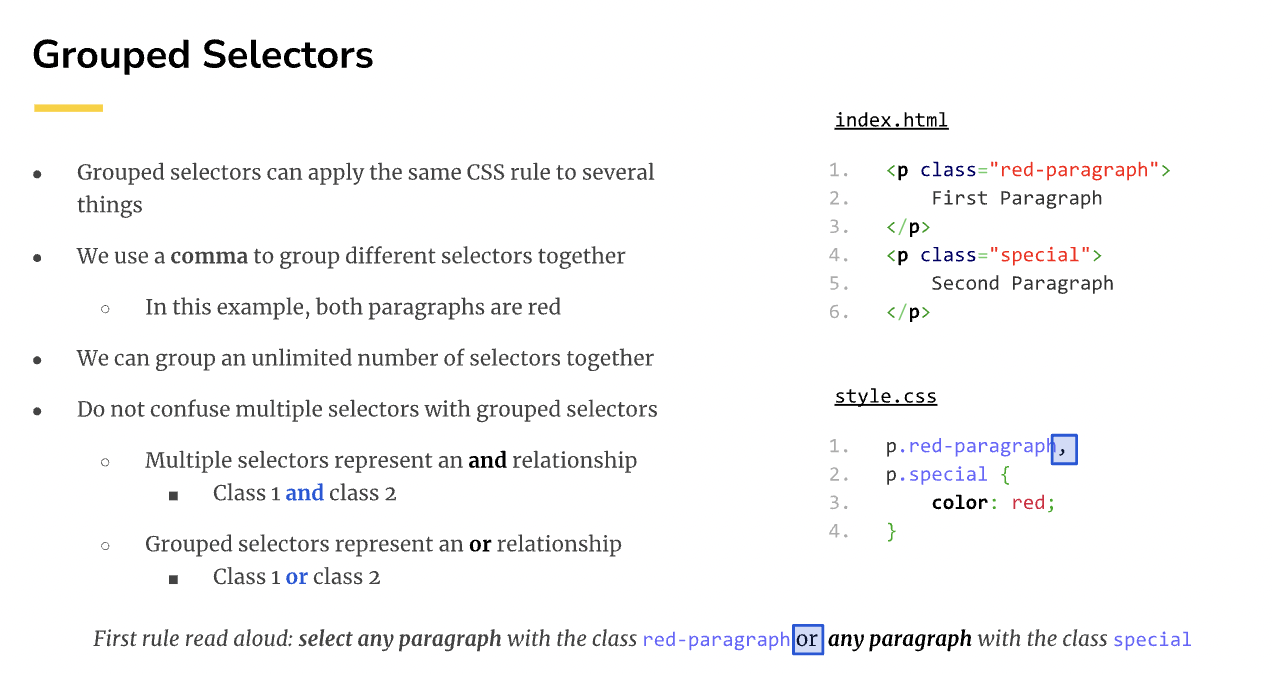 Grouped Selectors
● Grouped selectors can apply the same CSS rule to several
things
● We use a comma to group different selectors together
○ In this example, both paragraphs are red
● We can group an unlimited number of selectors together
● Do not confuse multiple selectors with grouped selectors
○ Multiple selectors represent an and relationship
■ Class 1 and class 2
○ Grouped selectors represent an or relationship
■ Class 1 or class 2
index.html
1. <p class="red-paragraph">
2.     First Paragraph
3. </p>
4. <p class="special">
5.     Second Paragraph
6. </p>
style.css
1. p.red-paragraph,
2. p.special {
3.     color: red;
4. }
First rule read aloud: select any paragraph with the class red-paragraph or any paragraph with the class special